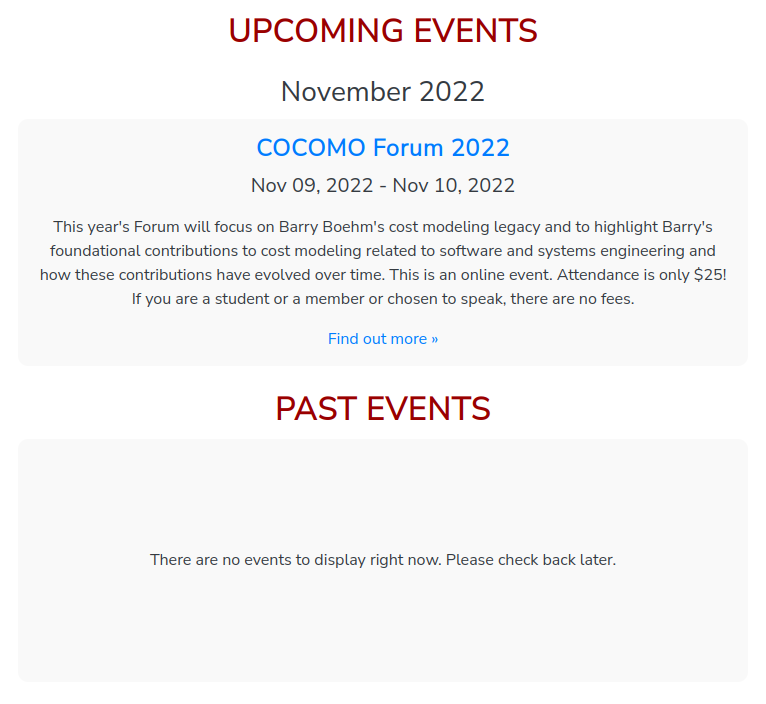 UPCOMING EVENTS
November 2022
COCOMO Forum 2022
Nov 09, 2022 - Nov 10, 2022
This year's Forum will focus on Barry Boehm's cost modeling legacy and to highlight Barry's
foundational contributions to cost modeling related to software and systems engineering and
how these contributions have evolved over time. This is an online event. Attendance is only $25!
If you are a student or a member or chosen to speak, there are no fees.
Find out more »
PAST EVENTS
There are no events to display right now. Please check back later.